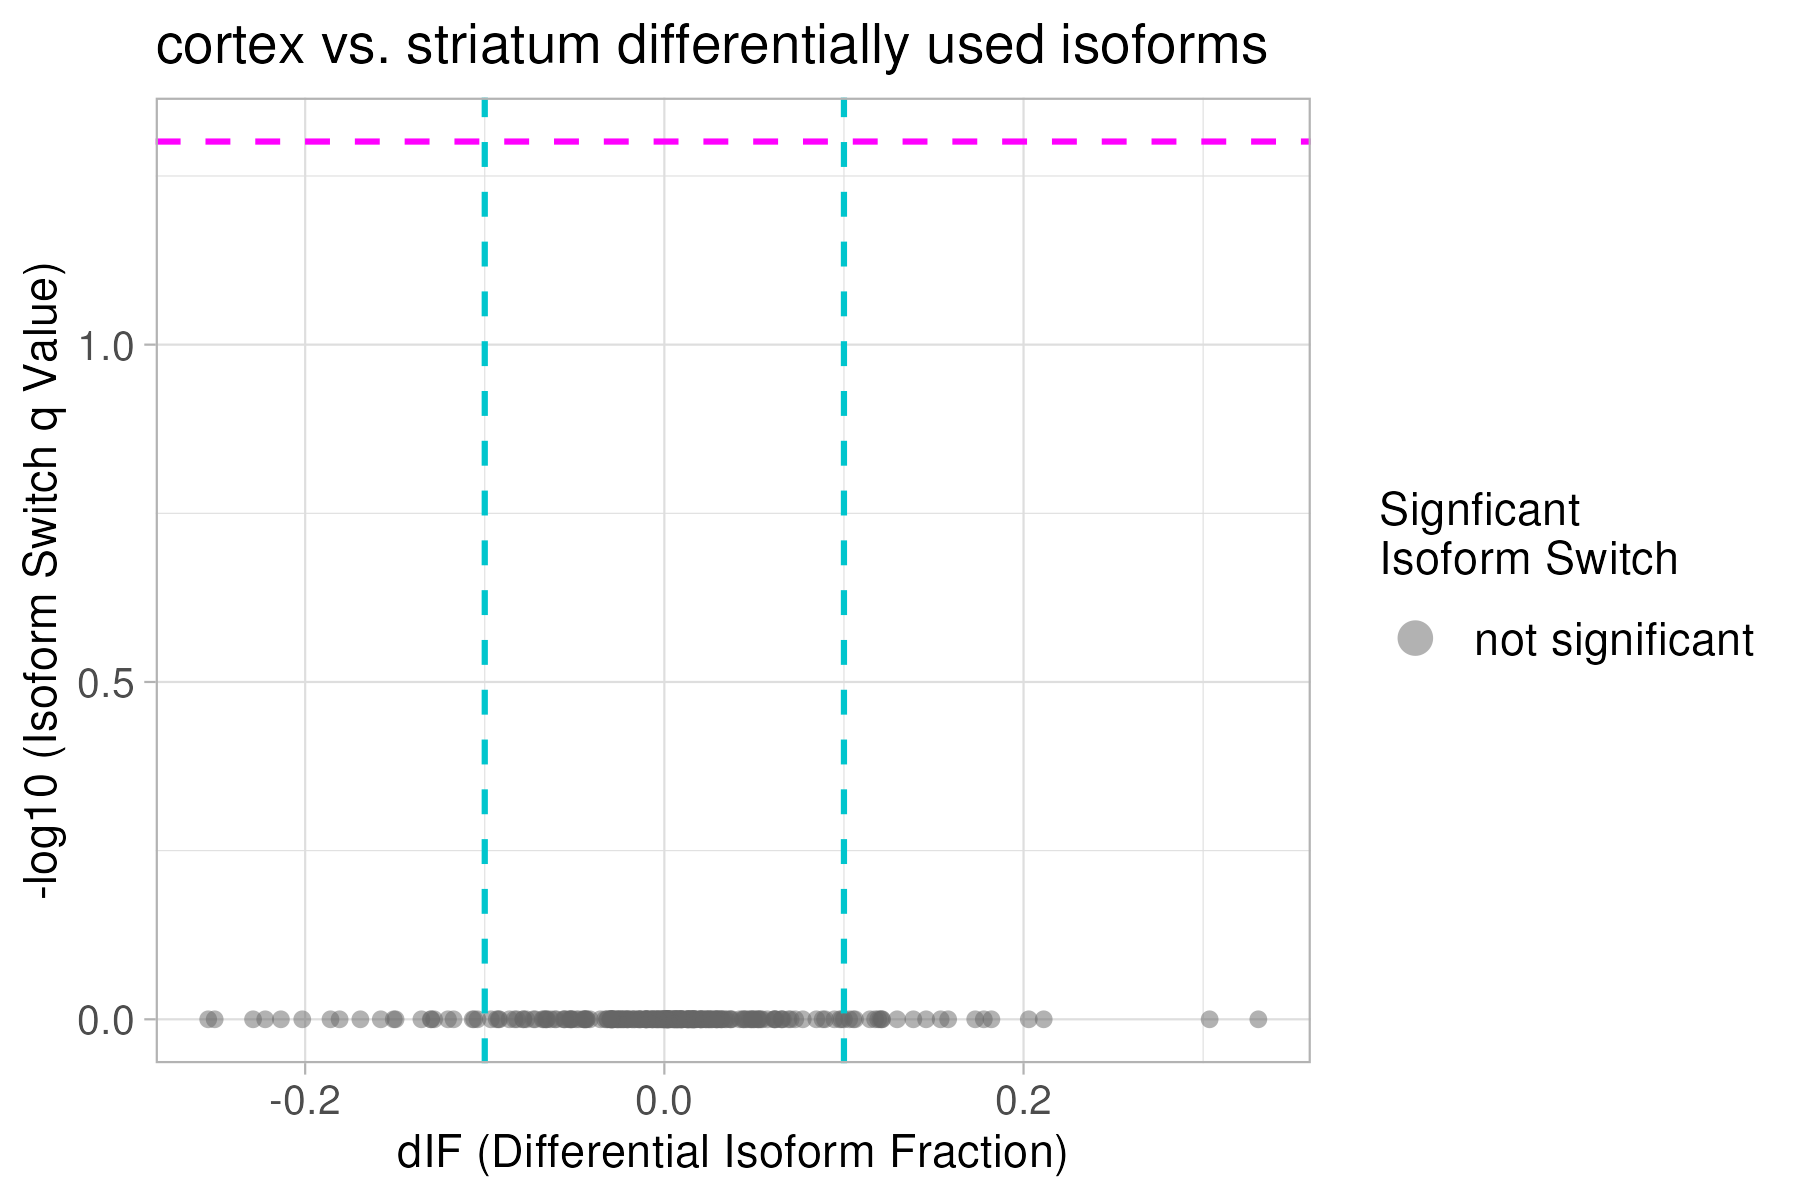 cortex vs. striatum differentially used isoforms
-log10 (Isoform Switch q Value)
1.0
0.5
0.0
-0.2
0.0
0.2
dIF (Differential Isoform Fraction)
Signficant
Isoform Switch
not significant